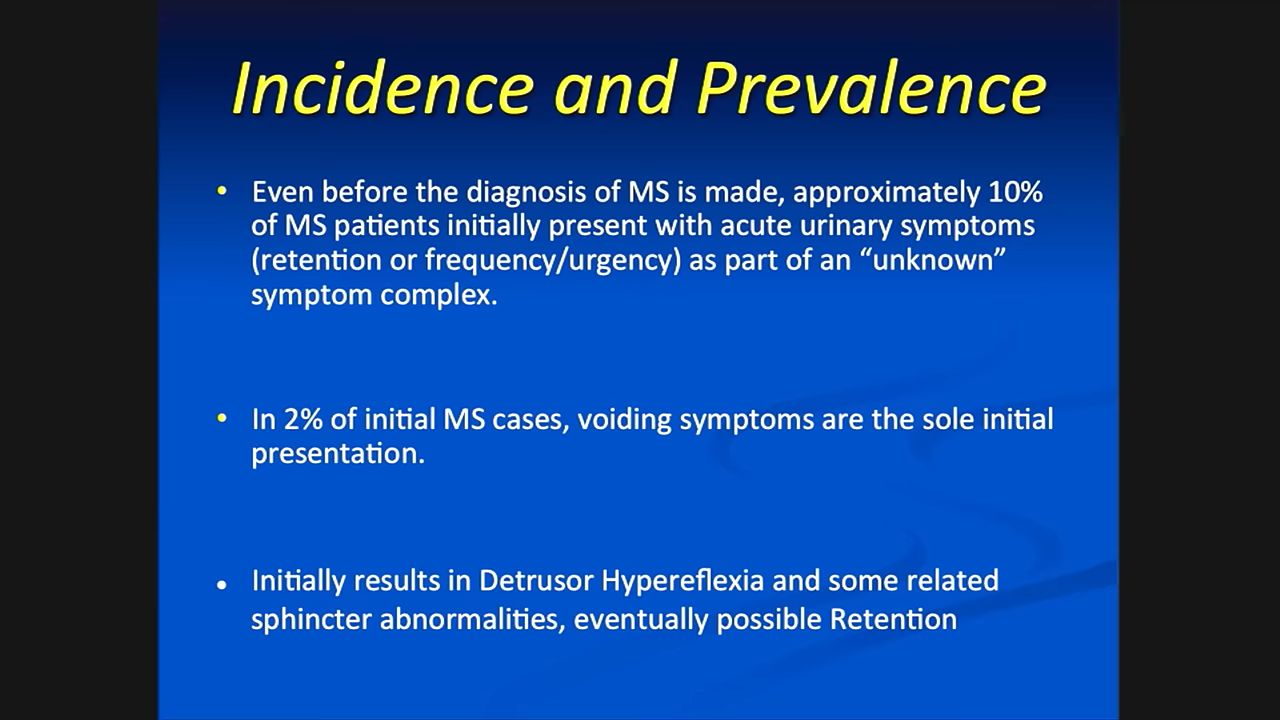 Incidence and Prevalence
• Even before the diagnosis of MS is made, approximately 10%
of MS patients initially present with acute urinary symptoms
(retention or frequency/urgency) as part of an “unknown”
symptom complex.
• In 2% of initial MS cases, voiding symptoms are the sole initial
presentation.
• Initially results in Detrusor Hypereflexia and some related
sphincter abnormalities, eventually possible Retention